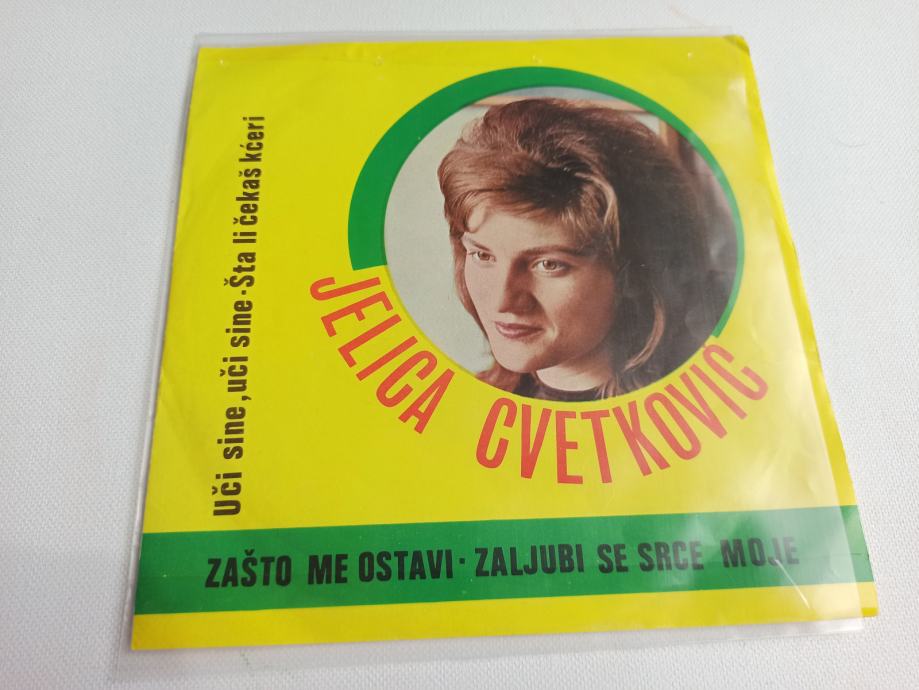 Uči sine, uči sine · Šta li čekaš kćeri
JELICA CVETKOVIĆ
ZAŠTO ME OSTAVI · ZALJUBI SE SRCE MOJE